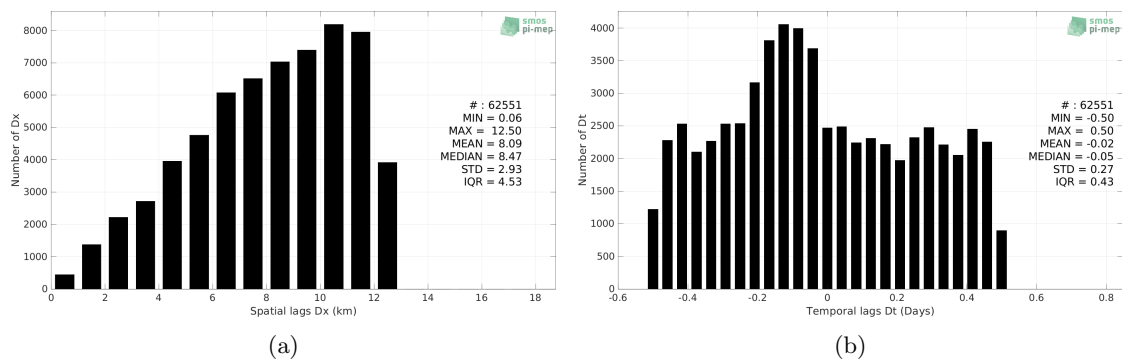 8000
7000
6000
5000
4000
3000
2000
1000
0
Number of Dx
0 2 4 6 8 10 12 14 16 18
Spatial lags Dx (km)
smos
pi-mep
# : 62551
MIN = 0.06
MAX = 12.50
MEAN = 8.09
MEDIAN = 8.47
STD = 2.93
IQR = 4.53
(a)
4000
3500
3000
2500
2000
1500
1000
500
0
Number of Dt
-0.6 -0.4 -0.2 0 0.2 0.4 0.6 0.8
Temporal lags Dt (Days)
smos
pi-mep
# : 62551
MIN = -0.50
MAX = 0.50
MEAN = -0.02
MEDIAN = -0.05
STD = 0.27
IQR = 0.43
(b)